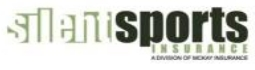 silentsports
INSURANCE
A DIVISION OF MCKAY INSURANCE